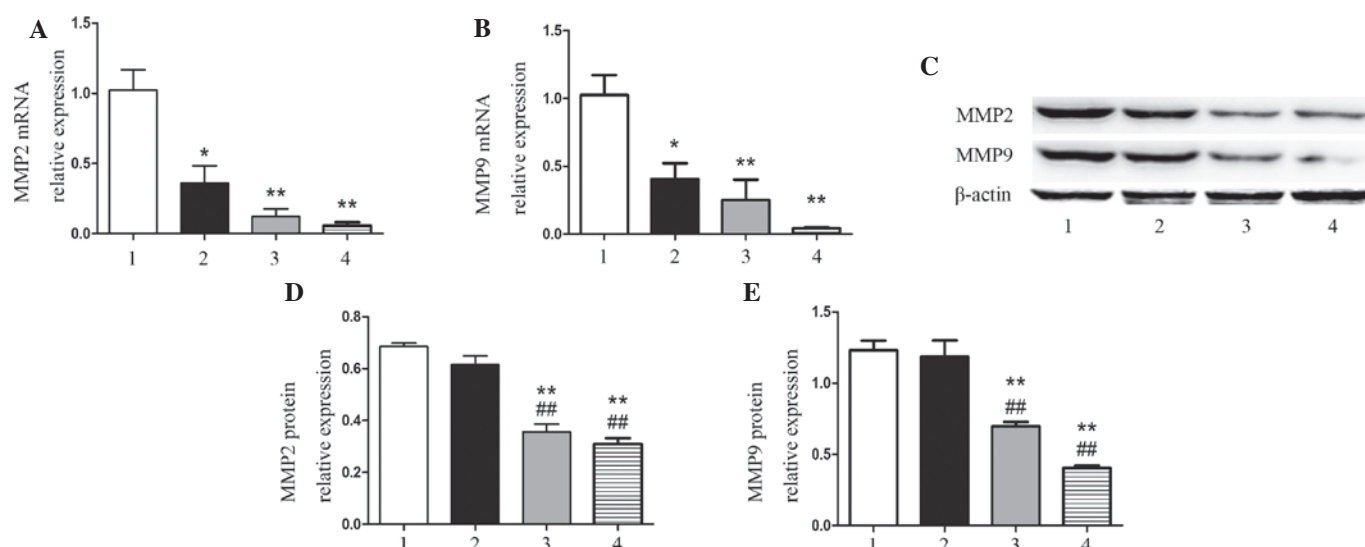 A
MMP2 mRNA
relative expression
1.5
1.0
0.5
0.0
*
**
**
1 2 3 4
B
MMP9 mRNA
relative expression
1.5
1.0
0.5
0.0
*
**
**
1 2 3 4
C
MMP2
MMP9
β-actin
1 2 3 4
D
MMP2 protein
relative expression
0.8
0.6
0.4
0.2
0.0
**
##
**
##
1 2 3 4
E
MMP9 protein
relative expression
1.5
1.0
0.5
0.0
**
##
**
##
1 2 3 4